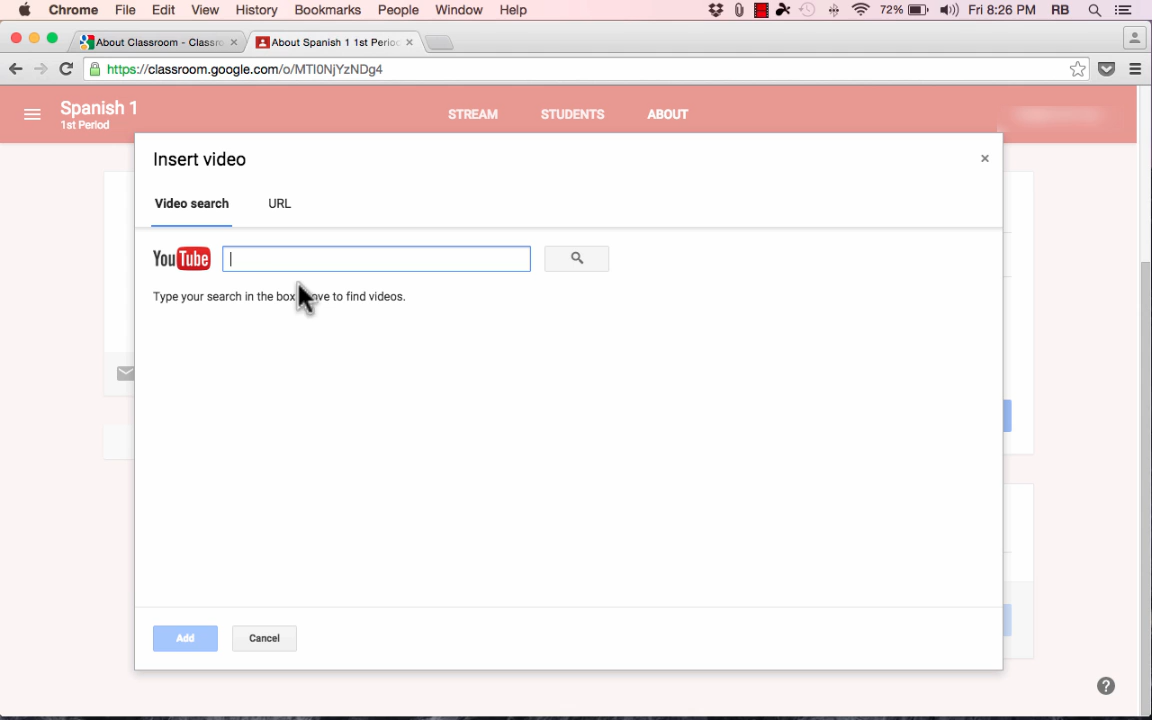 Chrome File Edit View History Bookmarks People Window Help 72% Fri 8:26 PM RB
About Classroom - Classro × About Spanish 1 1st Perio ×
https://classroom.google.com/o/MTI0NjYzNDg4
Spanish 1
1st Period
STREAM STUDENTS ABOUT
Insert video ×
Video search URL
YouTube
Type your search in the box ve to find videos.
Add Cancel
?